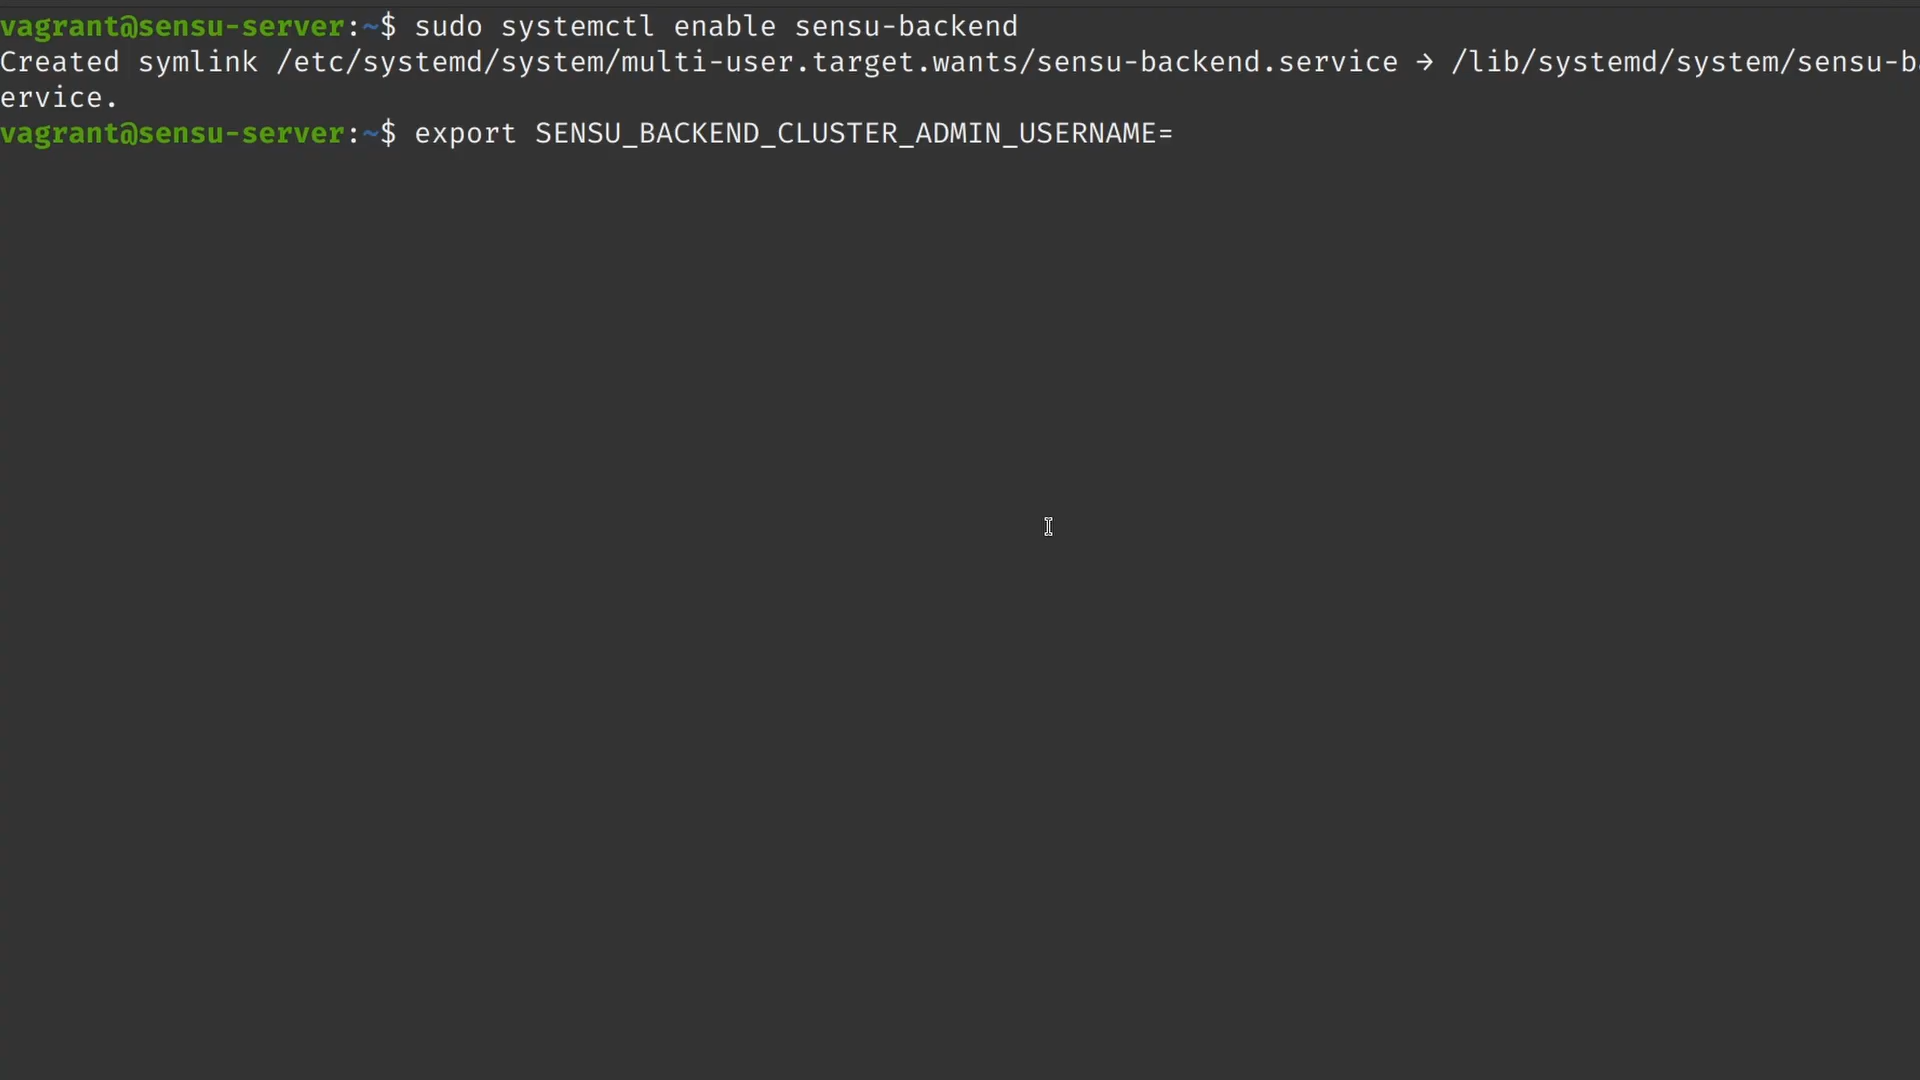 vagrant@sensu-server:~$ sudo systemctl enable sensu-backend
Created symlink /etc/systemd/system/multi-user.target.wants/sensu-backend.service → /lib/systemd/system/sensu-b
ervice.
vagrant@sensu-server:~$ export SENSU_BACKEND_CLUSTER_ADMIN_USERNAME=